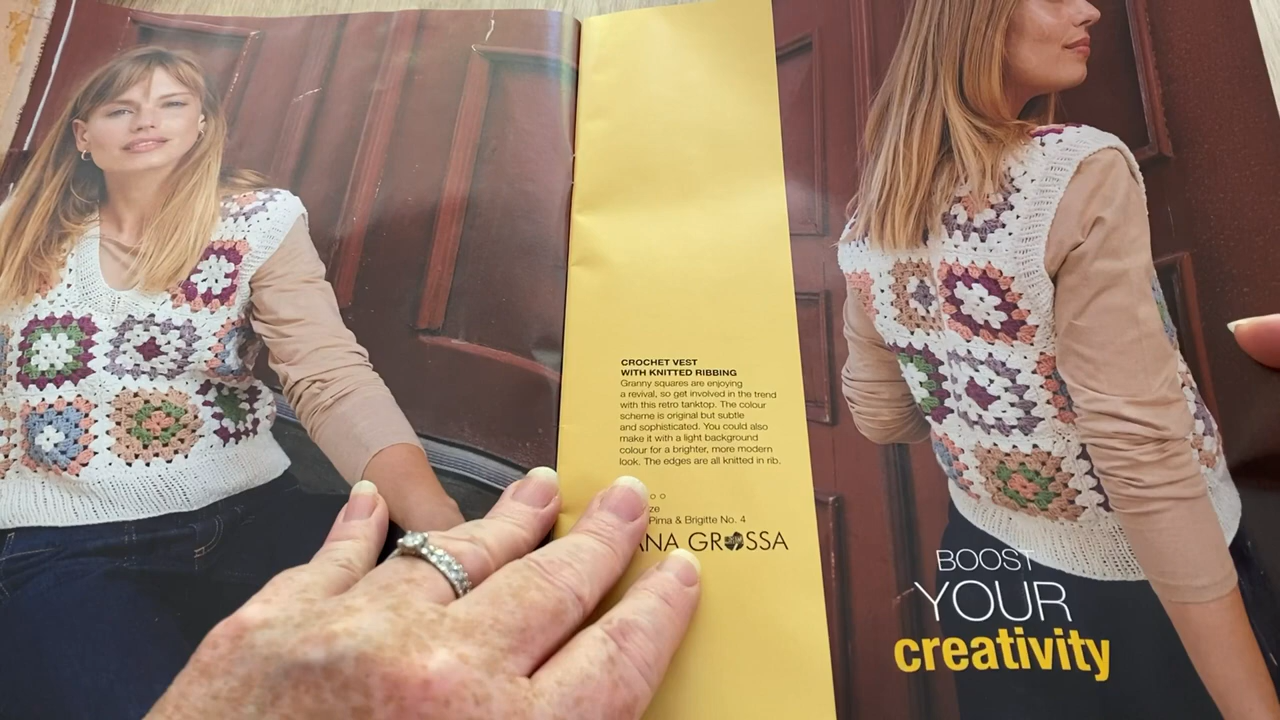 CROCHET VEST
WITH KNITTED RIBBING
Granny squares are enjoying
a revival, so get involved in the trend
with this retro tanktop. The colour
scheme is original but subtle
and sophisticated. You could also
make it with a light background
colour for a brighter, more modern
look. The edges are all knitted in rib.
Pima & Brigitte No. 4
GROSSA
BOOST
YOUR
creativity